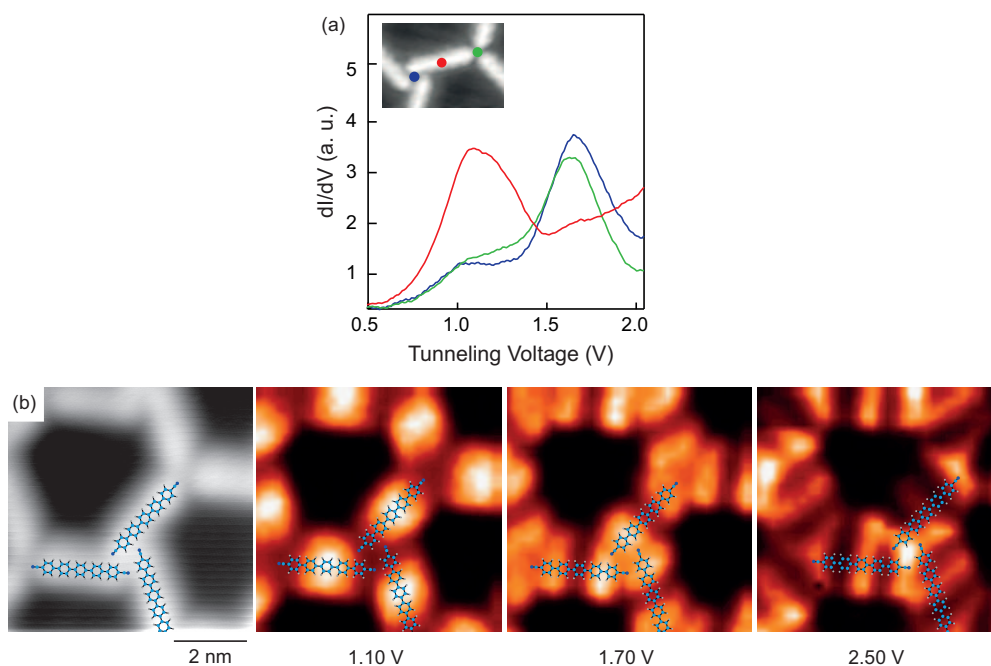 (a)
5
4
3
2
1
dI/dV (a. u.)
0.5 1.0 1.5 2.0
Tunneling Voltage (V)
(b)
2 nm 1.10 V 1.70 V 2.50 V